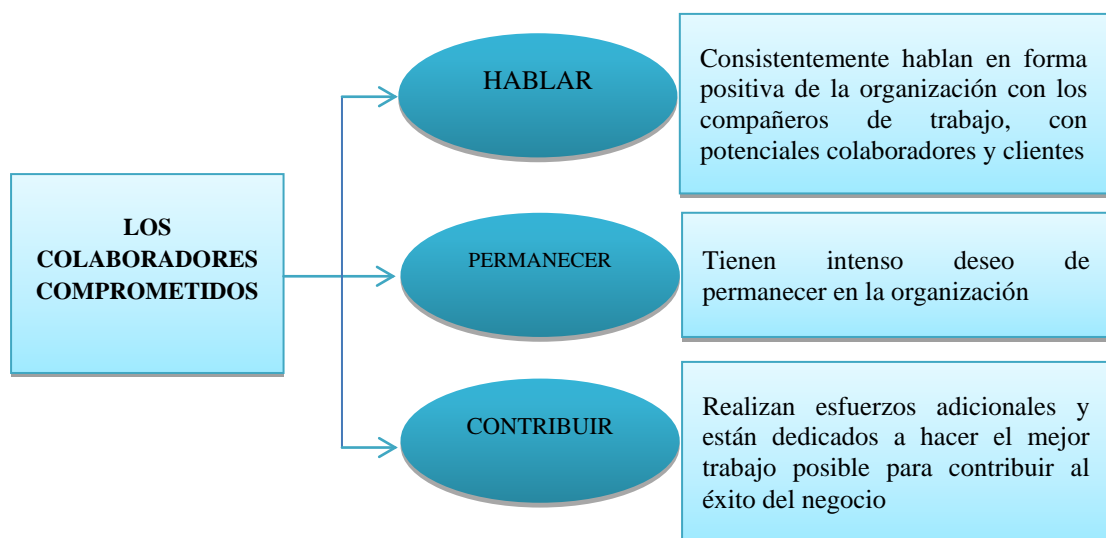 LOS
COLABORADORES
COMPROMETIDOS
HABLAR
Consistentemente hablan en forma
positiva de la organización con los
compañeros de trabajo, con
potenciales colaboradores y clientes
PERMANECER
Tienen intenso deseo de
permanecer en la organización
CONTRIBUIR
Realizan esfuerzos adicionales y
están dedicados a hacer el mejor
trabajo posible para contribuir al
éxito del negocio